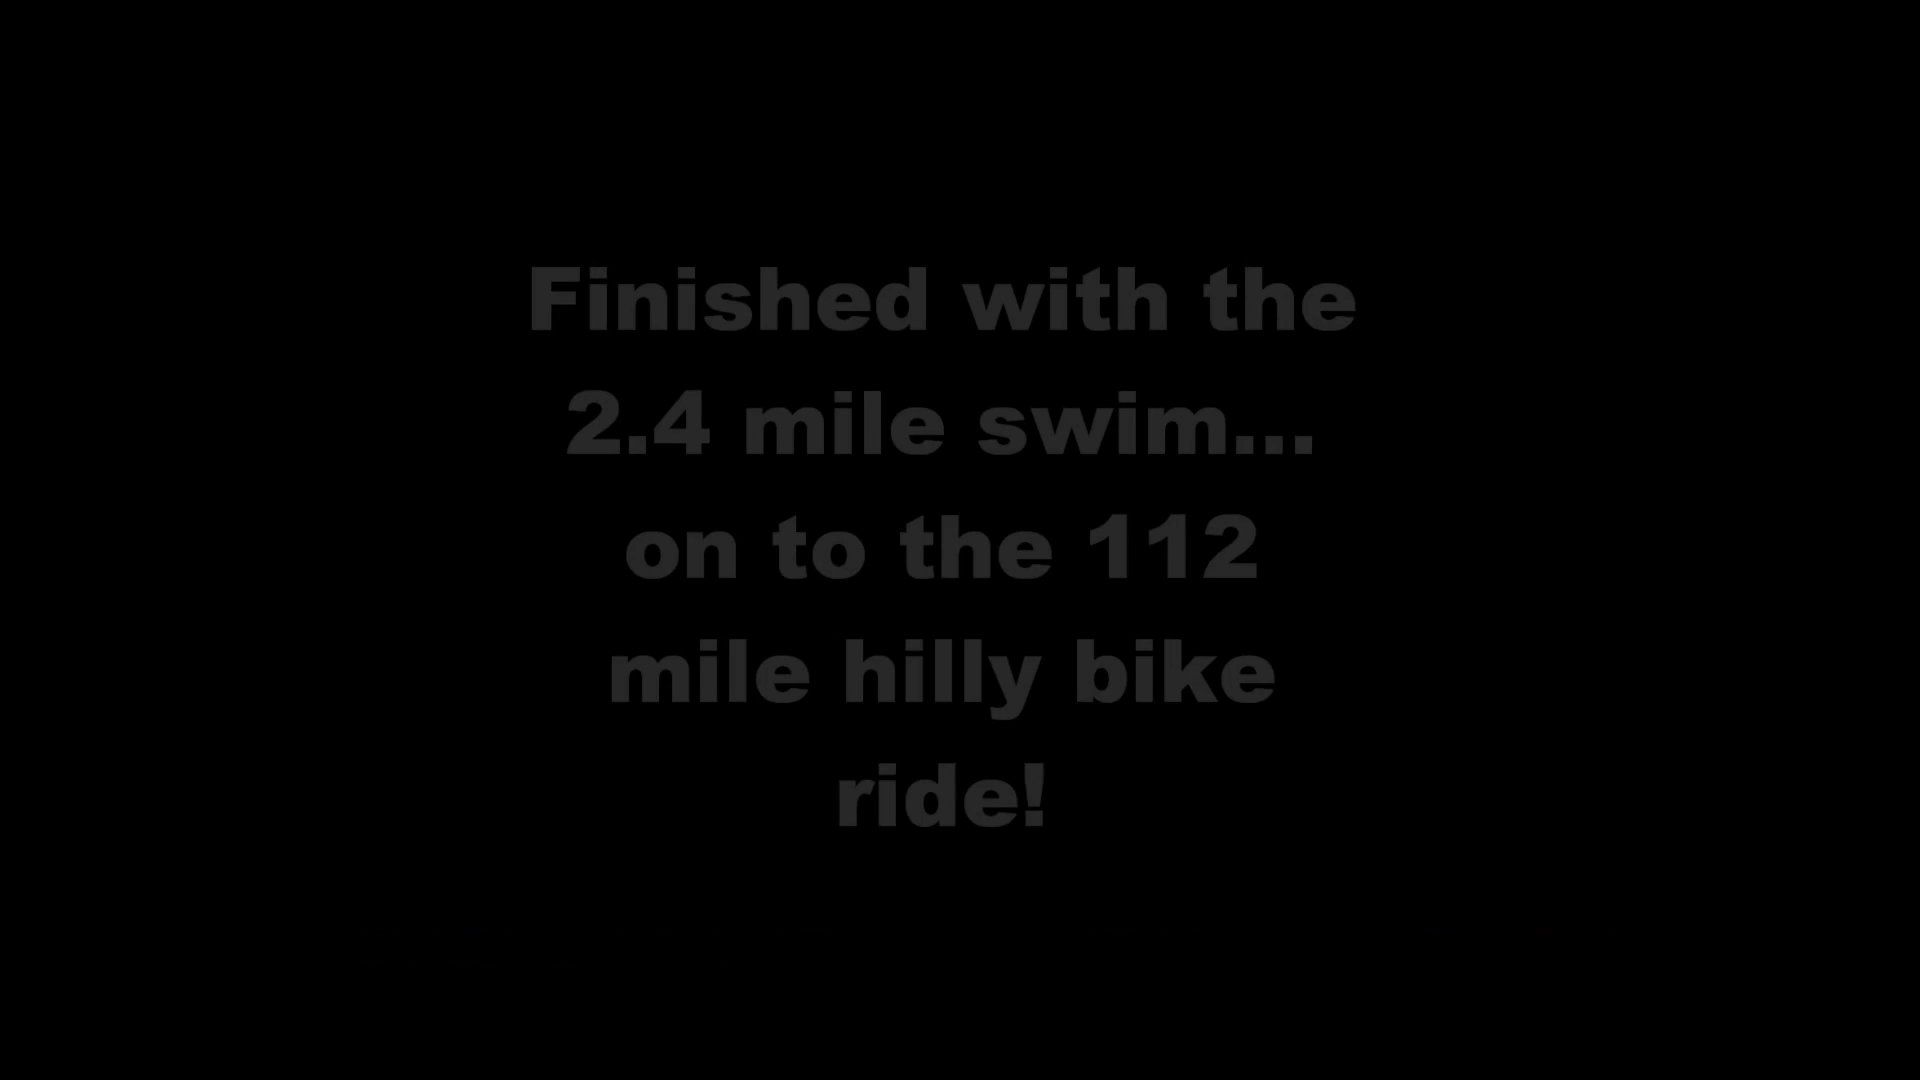 Finished with the
2.4 mile swim...
on to the 112
mile hilly bike
ride!